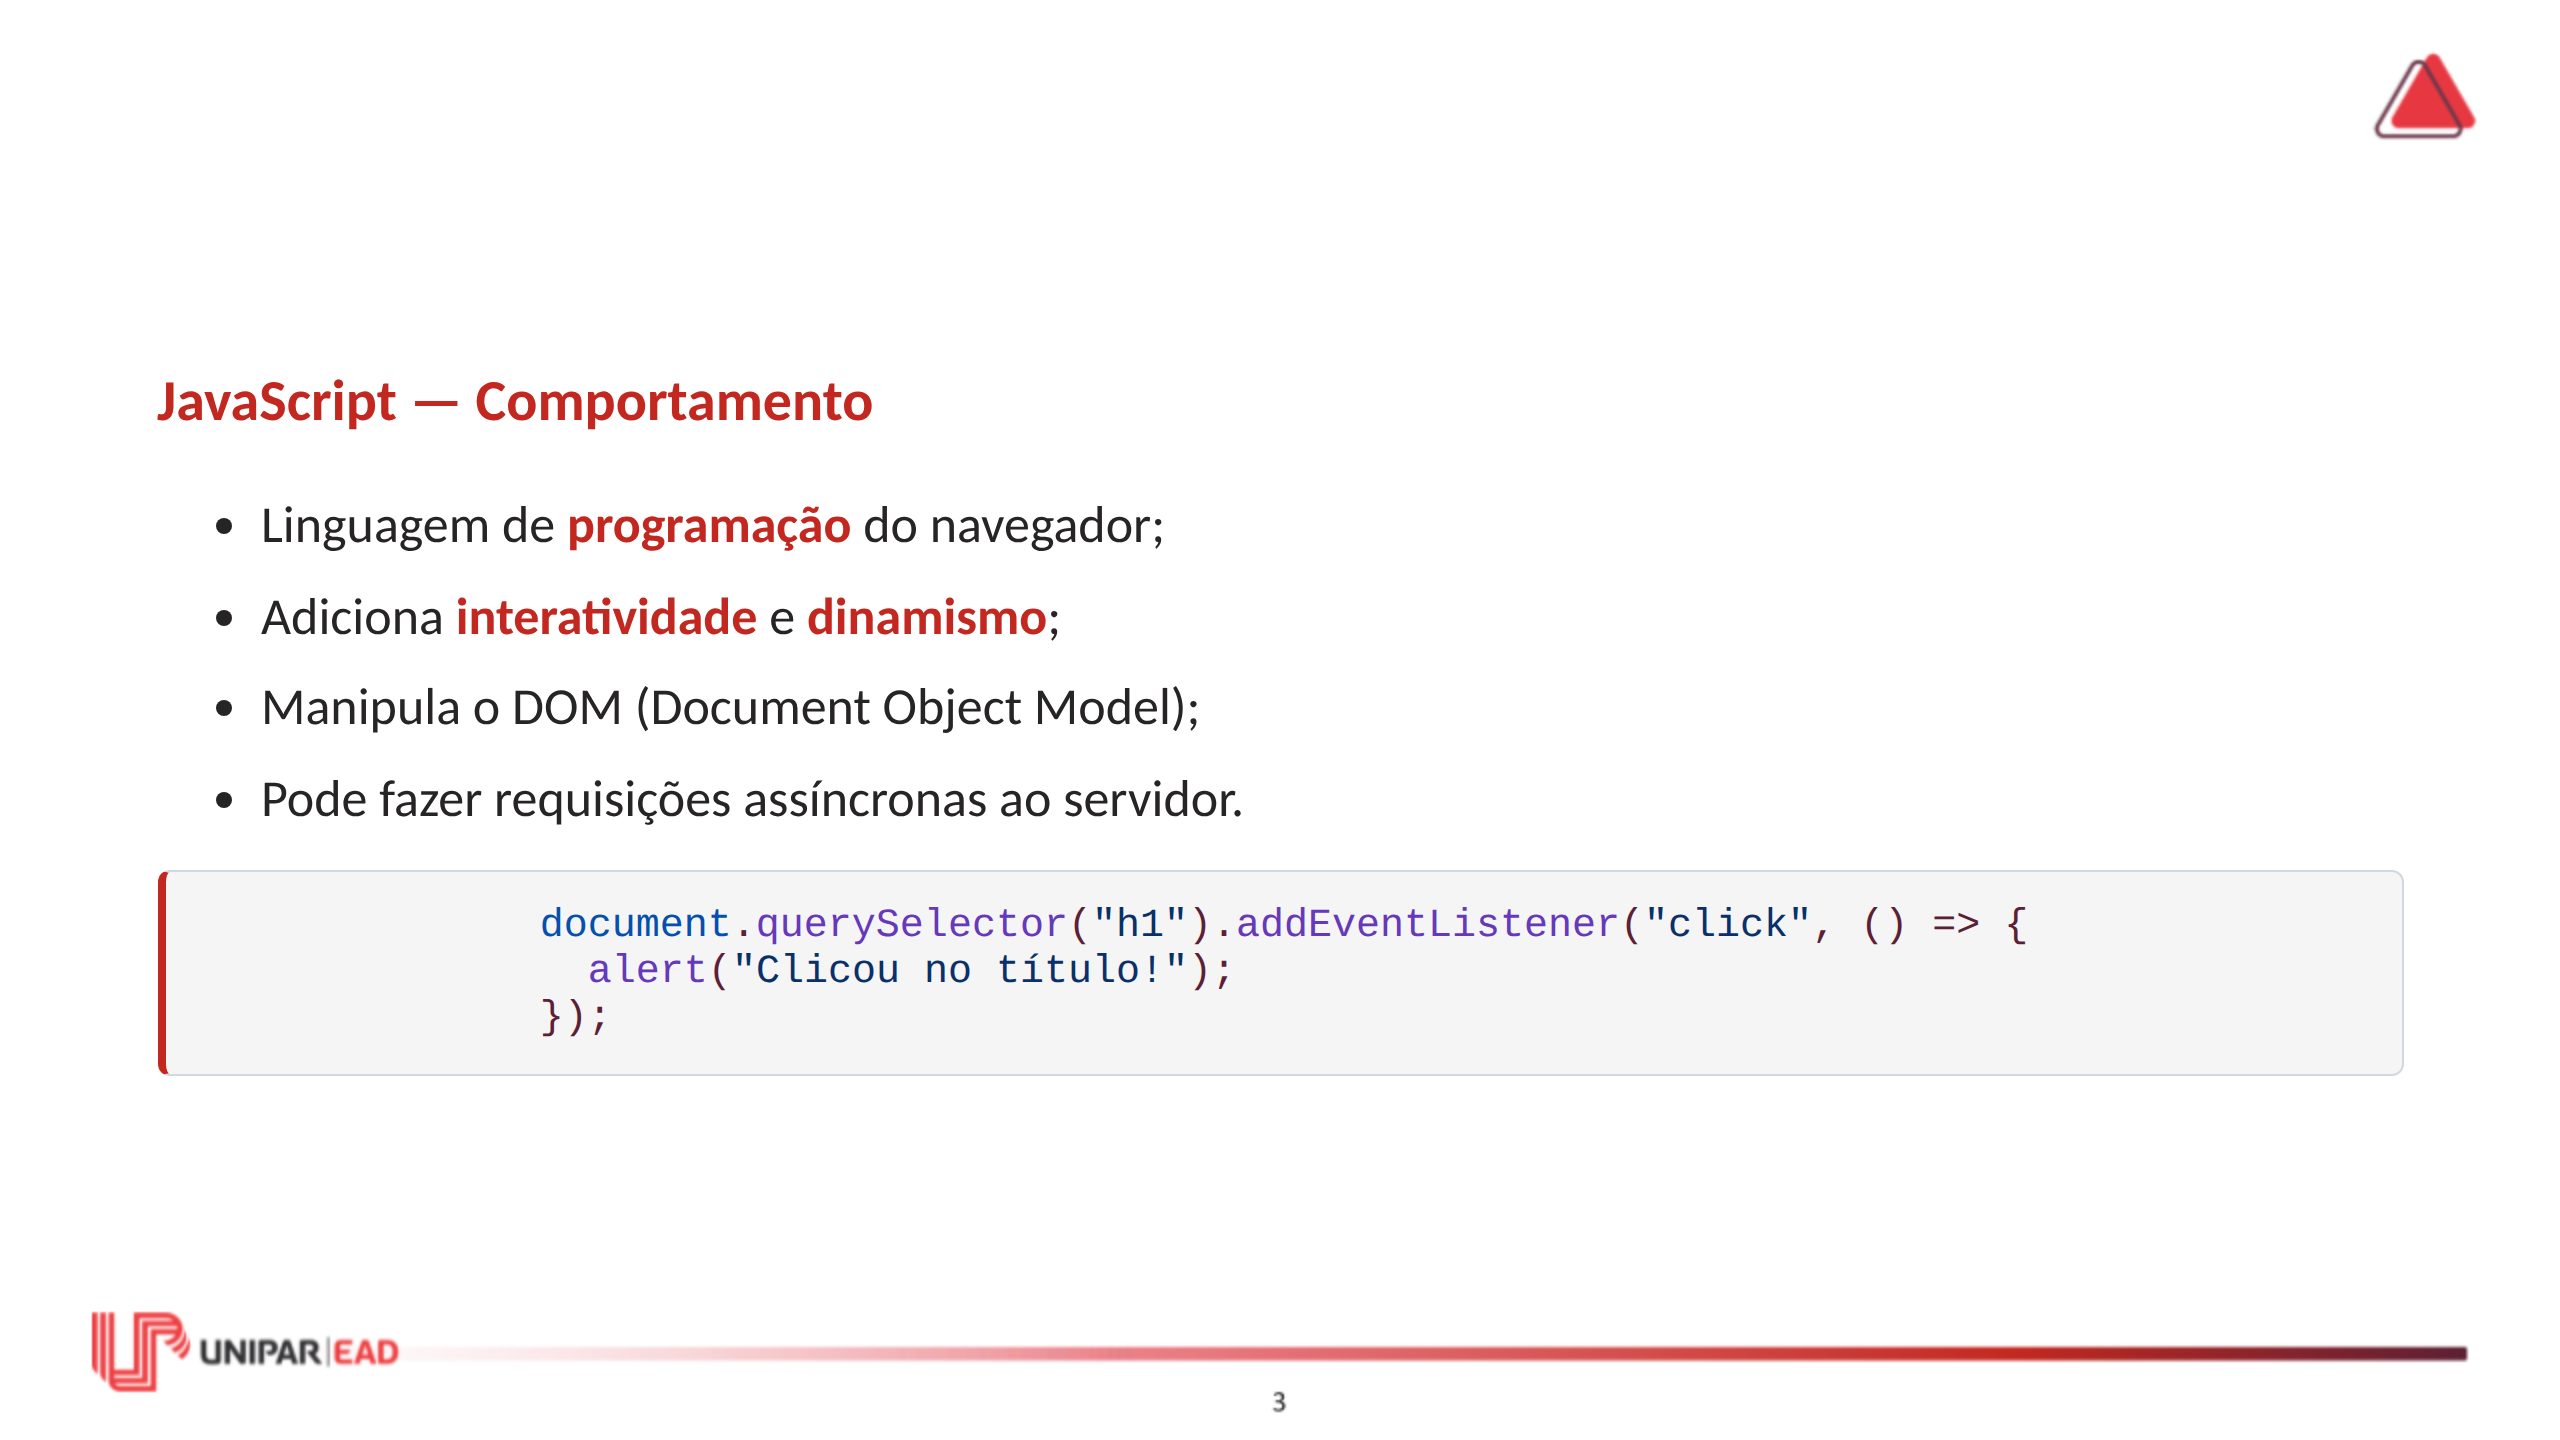 JavaScript — Comportamento
• Linguagem de programação do navegador;
• Adiciona interatividade e dinamismo;
• Manipula o DOM (Document Object Model);
• Pode fazer requisições assíncronas ao servidor.
document.querySelector("h1").addEventListener("click", () => {
  alert("Clicou no título!");
});
UNIPAR|EAD
3